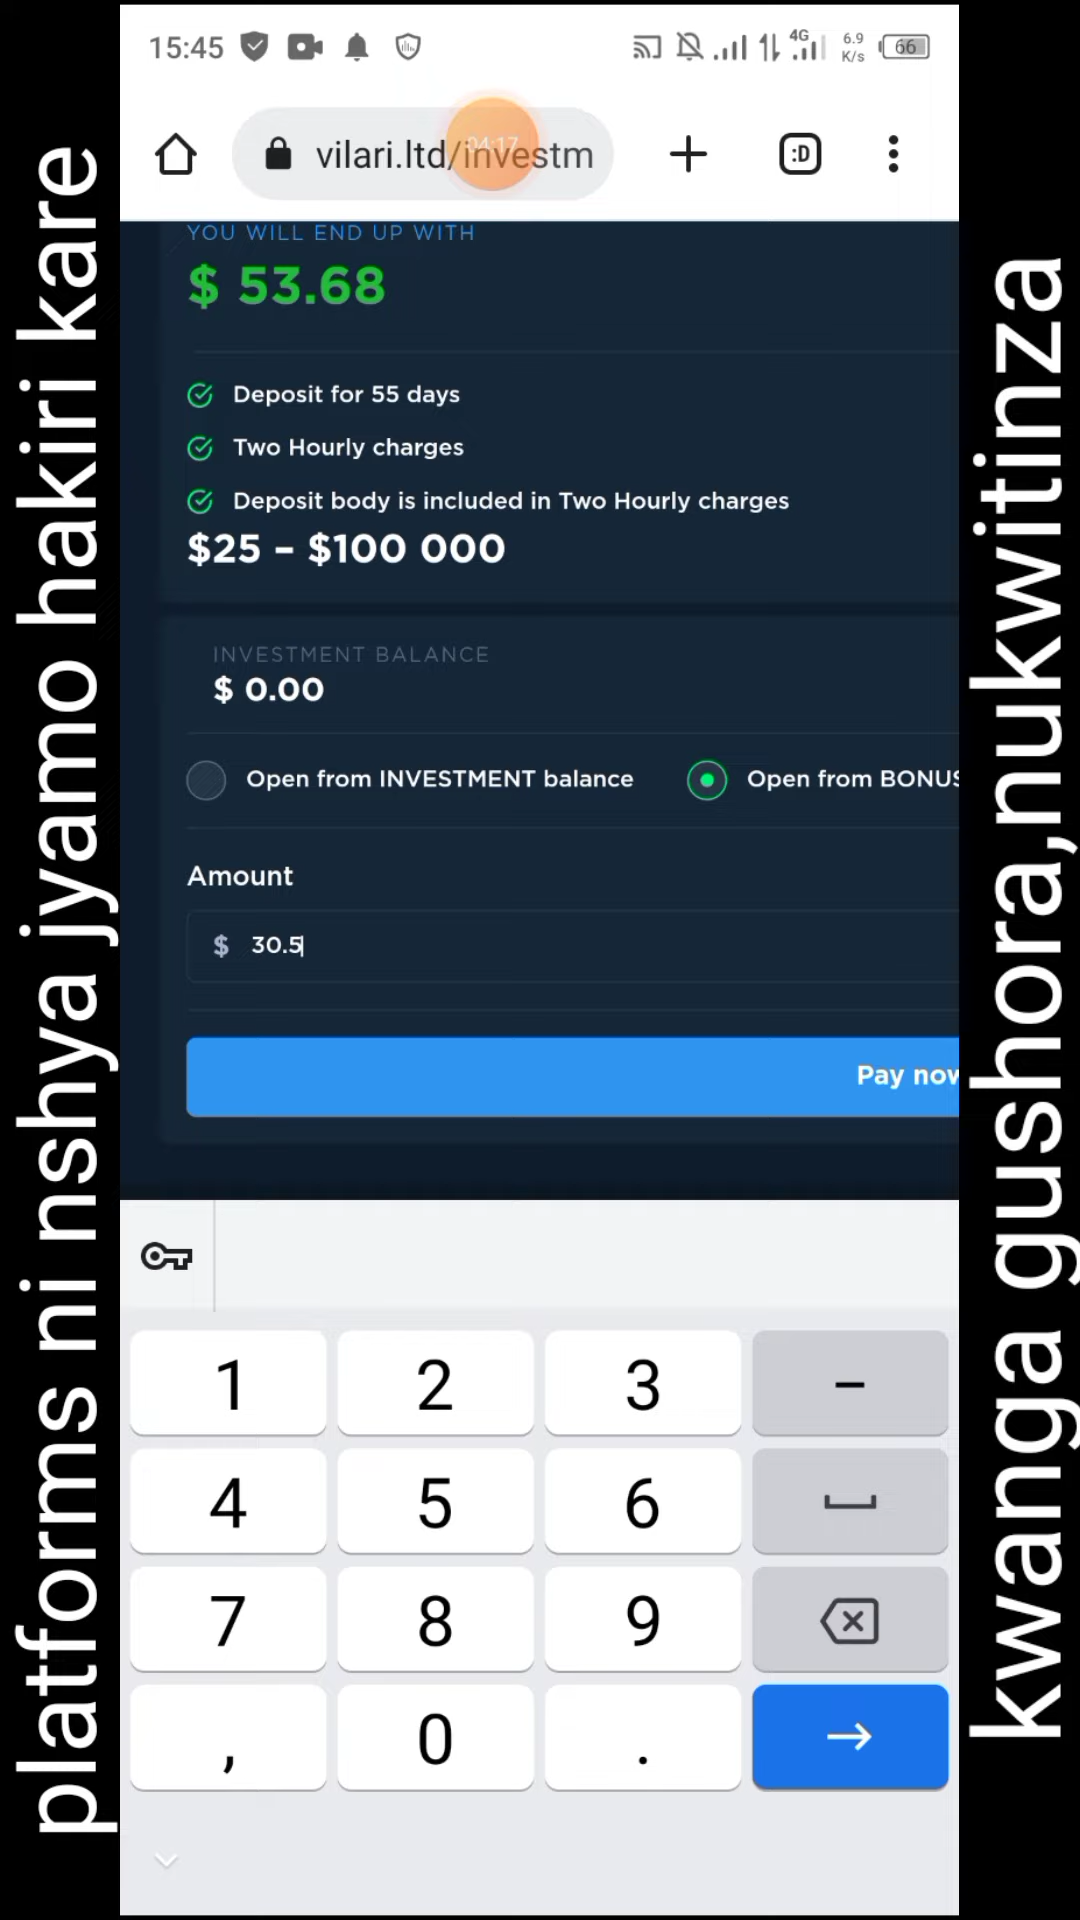 platforms ni nshya jyamo hakiri kare
15:45
4G
6.9
K/s
66
vilari.ltd/investm
04:17
:D
YOU WILL END UP WITH
$ 53.68
Deposit for 55 days
Two Hourly charges
Deposit body is included in Two Hourly charges
$25 – $100 000
INVESTMENT BALANCE
$ 0.00
Open from INVESTMENT balance
Open from BONUS
Amount
$ 30.5
Pay now
1 2 3 –
4 5 6
7 8 9
, 0 .
kwanga gushora,nukwitinza